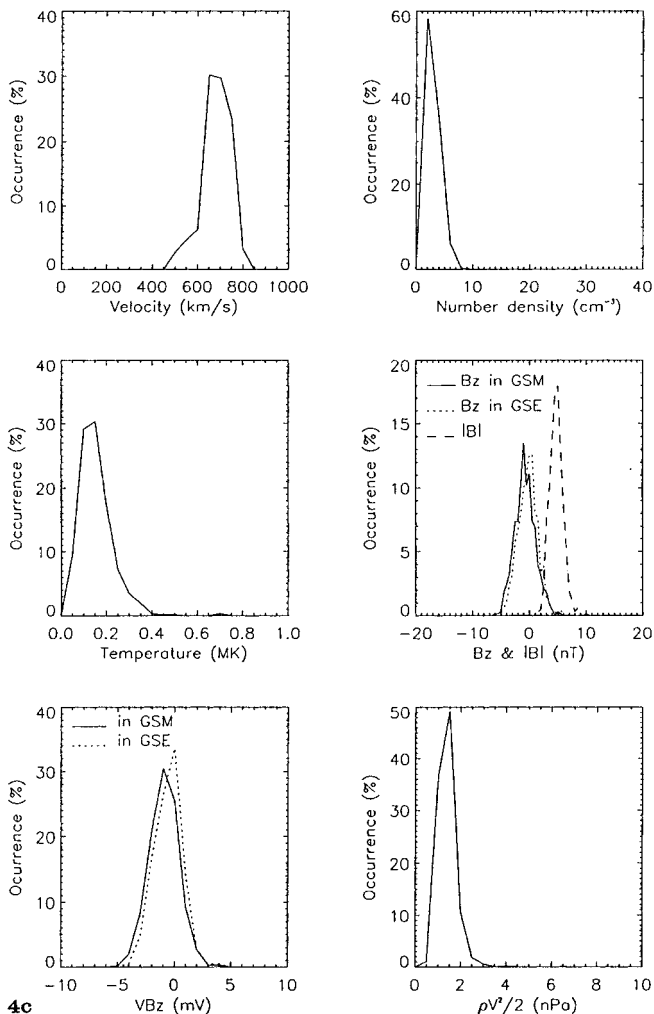 40
30
20
10
0
Occurrence (%)
0 200 400 600 800 1000
Velocity (km/s)
60
40
20
0
Occurrence (%)
0 10 20 30 40
Number density (cm⁻³)
40
30
20
10
0
Occurrence (%)
0.0 0.2 0.4 0.6 0.8 1.0
Temperature (MK)
20
15
10
5
0
Occurrence (%)
Bz in GSM
Bz in GSE
|B|
-20 -10 0 10 20
Bz & |B| (nT)
40
30
20
10
0
Ocurrence (%)
in GSM
in GSE
-10 -5 0 5 10
VBz (mV)
50
40
30
20
10
0
Occurrence (%)
0 2 4 6 8 10
ρV²/2 (nPa)
4c